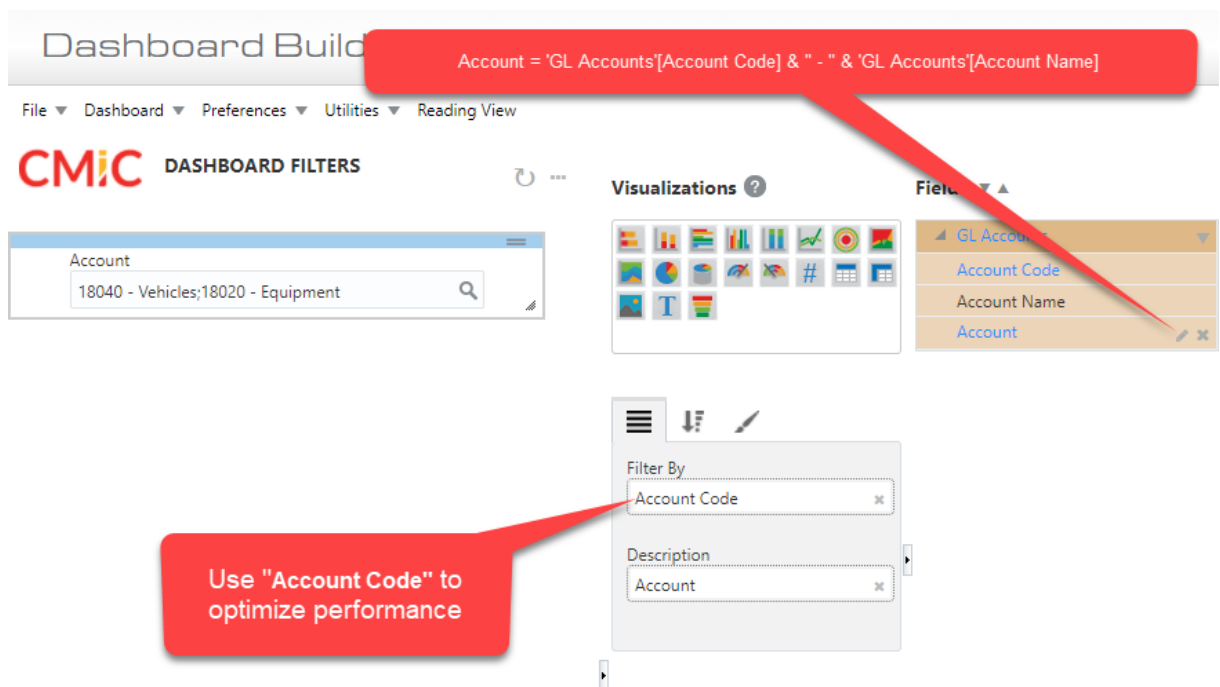 Dashboard Build
Account = 'GL Accounts'[Account Code] & " - " & 'GL Accounts'[Account Name]
File Dashboard Preferences Utilities Reading View
CMiC DASHBOARD FILTERS
Visualizations ?
Field
GL Accounts
Account Code
Account Name
Account
Account
18040 - Vehicles;18020 - Equipment
#
T
Filter By
Account Code
Description
Account
Use "Account Code" to
optimize performance